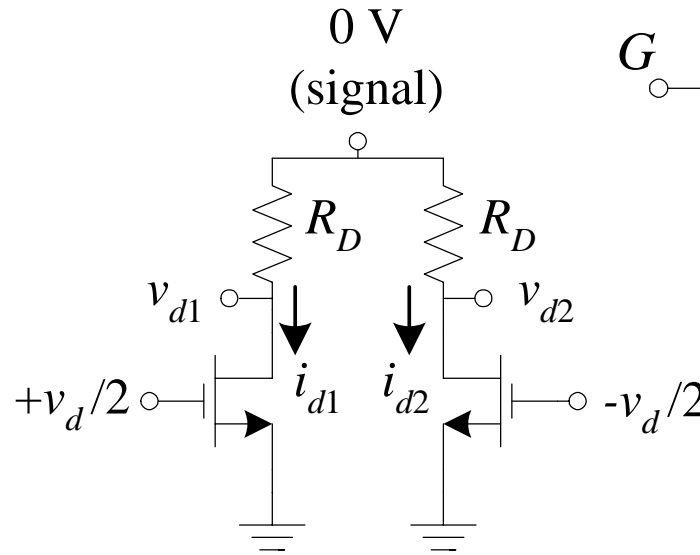 0 V
(signal)
G
R_D
R_D
v_d1
v_d2
i_d1
i_d2
+v_d/2
-v_d/2